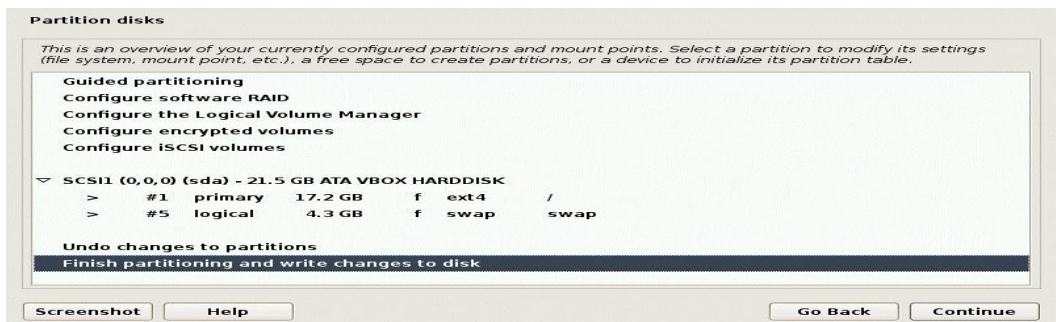 Partition disks
This is an overview of your currently configured partitions and mount points. Select a partition to modify its settings
(file system, mount point, etc.), a free space to create partitions, or a device to initialize its partition table.
Guided partitioning
Configure software RAID
Configure the Logical Volume Manager
Configure encrypted volumes
Configure iSCSI volumes
SCSI1 (0,0,0) (sda) - 21.5 GB ATA VBOX HARDDISK
> #1 primary 17.2 GB f ext4 /
> #5 logical 4.3 GB f swap swap
Undo changes to partitions
Finish partitioning and write changes to disk
Screenshot Help Go Back Continue